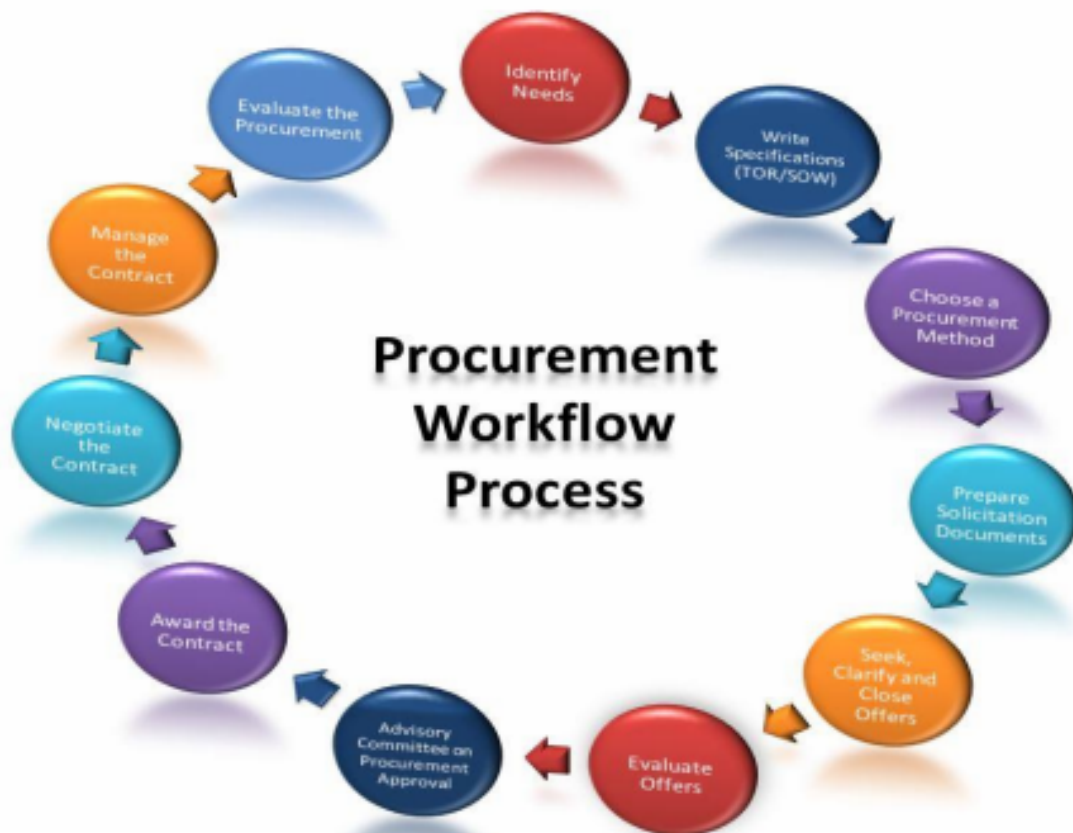 Identify
Needs
Write
Specifications
(TOR/SOW)
Choose a
Procurement
Method
Prepare
Solicitation
Documents
Seek,
Clarify and
Close
Offers
Evaluate
Offers
Advisory
Committee on
Procurement
Approval
Award the
Contract
Negotiate
the
Contract
Manage
the
Contract
Evaluate the
Procurement
Procurement
Workflow
Process